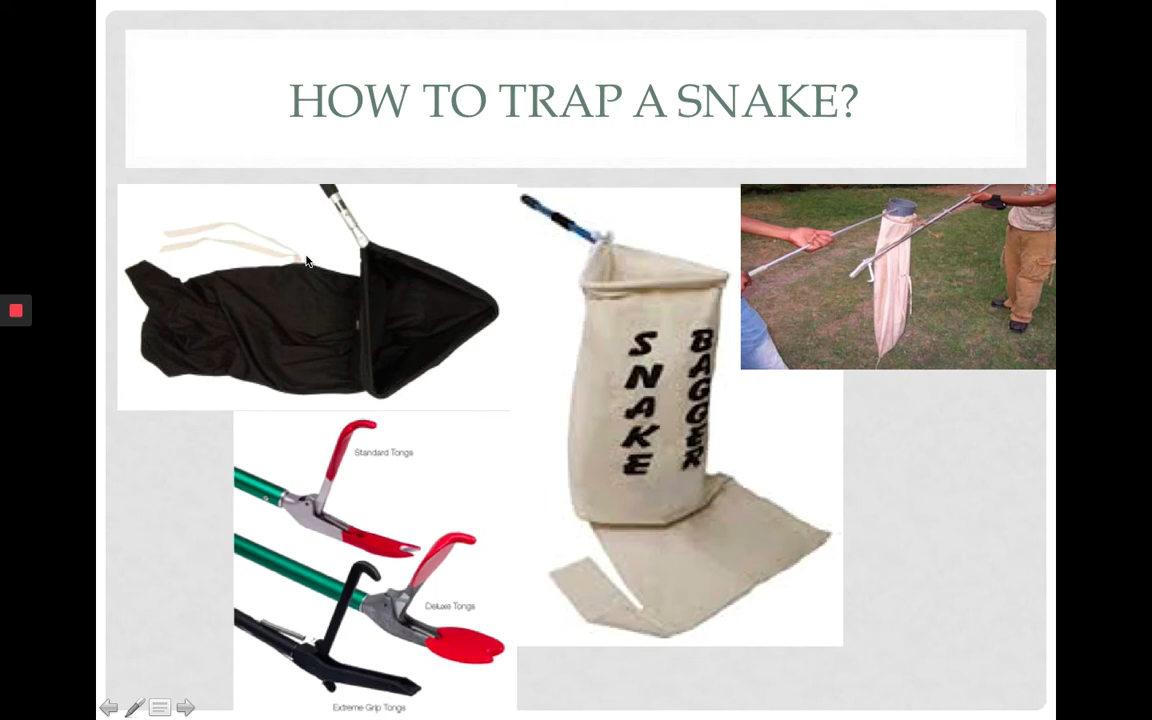 HOW TO TRAP A SNAKE?
SNAKE
BAGGER
Standard Tongs
Deluxe Tongs
Extreme Grip Tongs